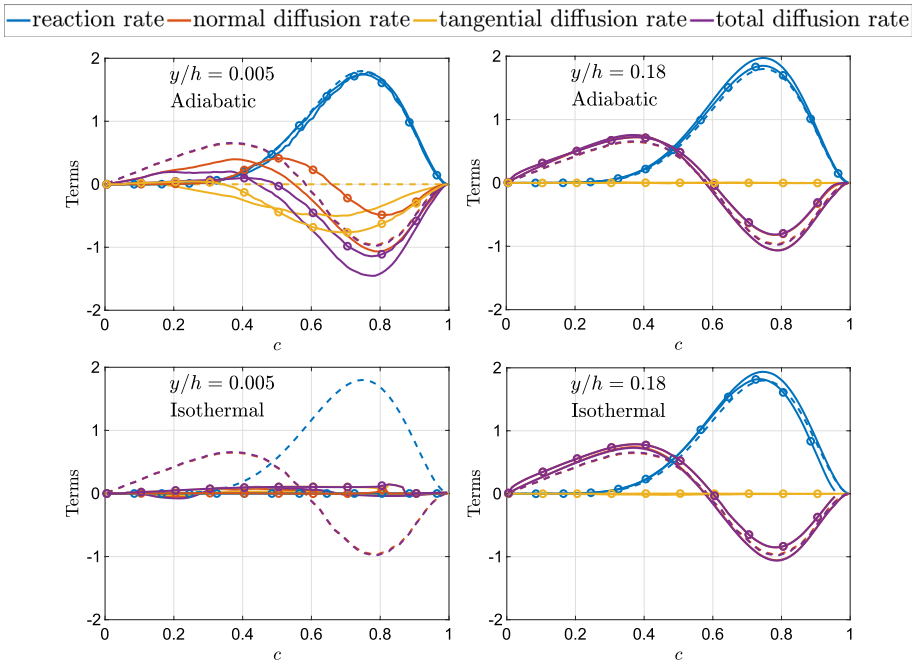 reaction rate normal diffusion rate tangential diffusion rate total diffusion rate
y/h = 0.005
Adiabatic
Terms
2
1
0
-1
-2
0 0.2 0.4 0.6 0.8 1
c
y/h = 0.18
Adiabatic
Terms
2
1
0
-1
-2
0 0.2 0.4 0.6 0.8 1
c
y/h = 0.005
Isothermal
Terms
2
1
0
-1
-2
0 0.2 0.4 0.6 0.8 1
c
y/h = 0.18
Isothermal
Terms
2
1
0
-1
-2
0 0.2 0.4 0.6 0.8 1
c